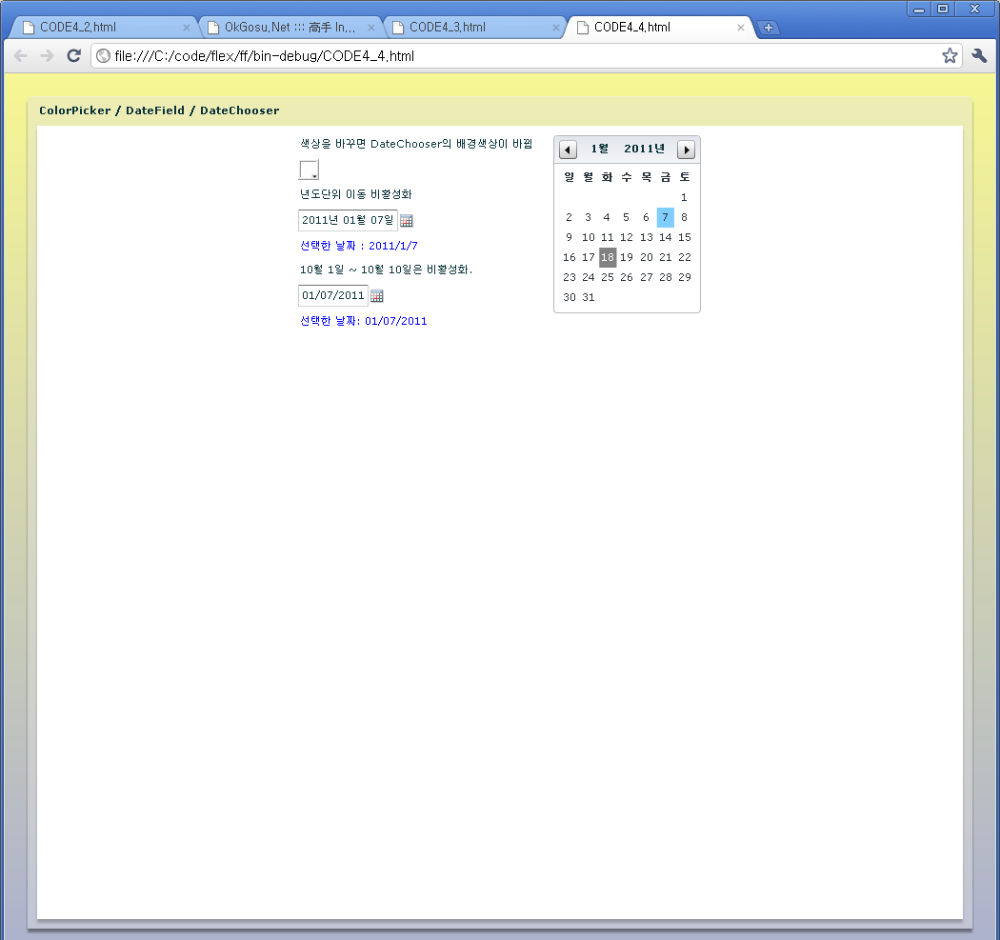 CODE4_2.html
OkGosu.Net ::: 高手 In...
CODE4_3.html
CODE4_4.html
file:///C:/code/flex/ff/bin-debug/CODE4_4.html
ColorPicker / DateField / DateChooser
색상을 바꾸면 DateChooser의 배경색상이 바뀜
년도단위 이동 비활성화
2011년 01월 07일
선택한 날짜 : 2011/1/7
10월 1일 ~ 10월 10일은 비활성화.
01/07/2011
선택한 날짜: 01/07/2011
1월 2011년
일 월 화 수 목 금 토
1
2 3 4 5 6 7 8
9 10 11 12 13 14 15
16 17 18 19 20 21 22
23 24 25 26 27 28 29
30 31